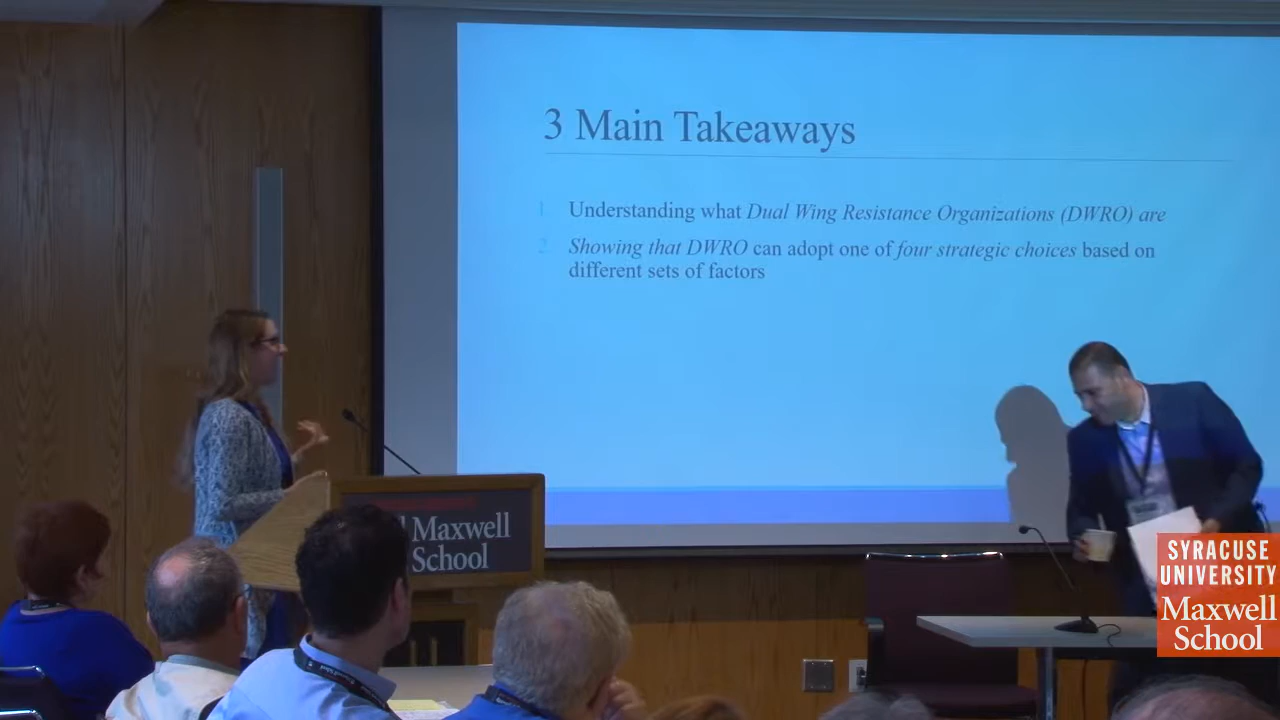 3 Main Takeaways
1. Understanding what Dual Wing Resistance Organizations (DWRO) are
2. Showing that DWRO can adopt one of four strategic choices based on
different sets of factors
Maxwell
School
SYRACUSE
UNIVERSITY
Maxwell
School